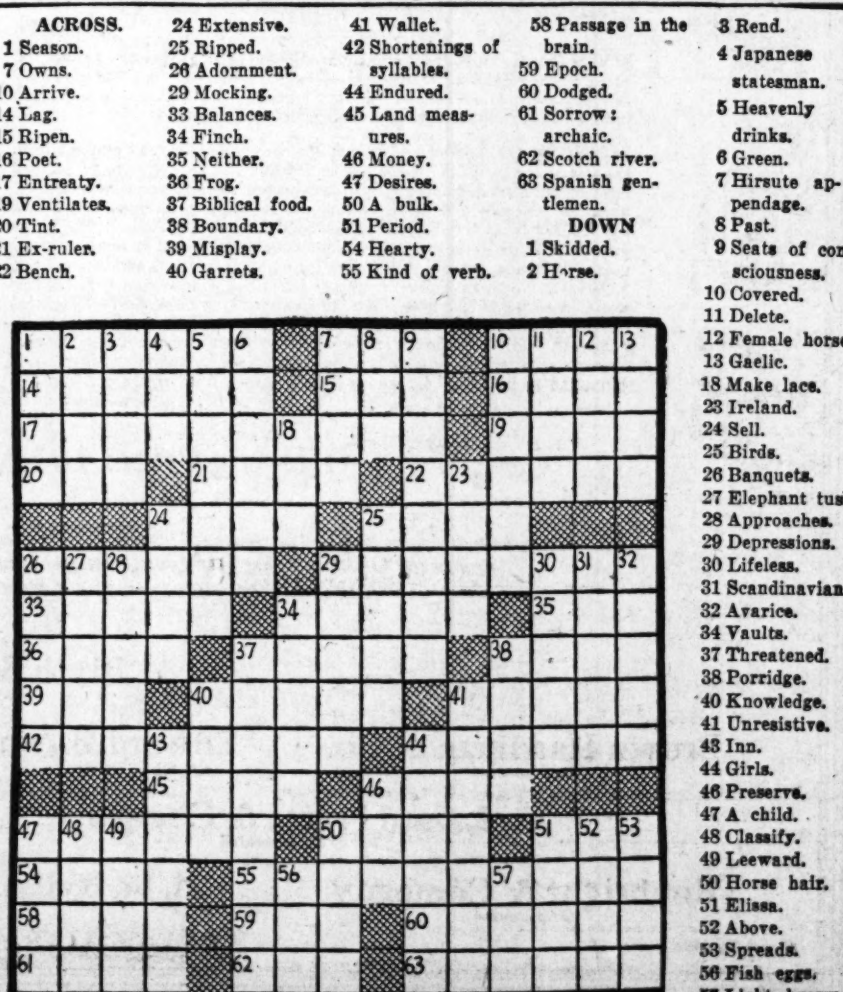 ACROSS.
1 Season.
7 Owns.
10 Arrive.
14 Lag.
15 Ripen.
16 Poet.
17 Entreaty.
19 Ventilates.
20 Tint.
21 Ex-ruler.
22 Bench.
24 Extensive.
25 Ripped.
26 Adornment.
29 Mocking.
33 Balances.
34 Finch.
35 Neither.
36 Frog.
37 Biblical food.
38 Boundary.
39 Misplay.
40 Garrets.
41 Wallet.
42 Shortenings of
syllables.
44 Endured.
45 Land meas-
ures.
46 Money.
47 Desires.
50 A bulk.
51 Period.
54 Hearty.
55 Kind of verb.
58 Passage in the
brain.
59 Epoch.
60 Dodged.
61 Sorrow:
archaic.
62 Scotch river.
63 Spanish gen-
tlemen.
DOWN
1 Skidded.
2 Horse.
3 Rend.
4 Japanese
statesman.
5 Heavenly
drinks.
6 Green.
7 Hirsute ap-
pendage.
8 Past.
9 Seats of con
sciousness.
10 Covered.
11 Delete.
12 Female horse
13 Gaelic.
18 Make lace.
23 Ireland.
24 Sell.
25 Birds.
26 Banquets.
27 Elephant tus
28 Approaches.
29 Depressions.
30 Lifeless.
31 Scandinavian
32 Avarice.
34 Vaults.
37 Threatened.
38 Porridge.
40 Knowledge.
41 Unresistive.
43 Inn.
44 Girls.
46 Preserve.
47 A child.
48 Classify.
49 Leeward.
50 Horse hair.
51 Elissa.
52 Above.
53 Spreads.
56 Fish eggs.
1 2 3 4 5 6 7 8 9 10 11 12 13
14 15 16
17 18 19
20 21 22 23
24 25
26 27 28 29 30 31 32
33 34 35
36 37 38
39 40 41
42 43 44
45 46
47 48 49 50 51 52 53
54 55 56 57
58 59 60
61 62 63